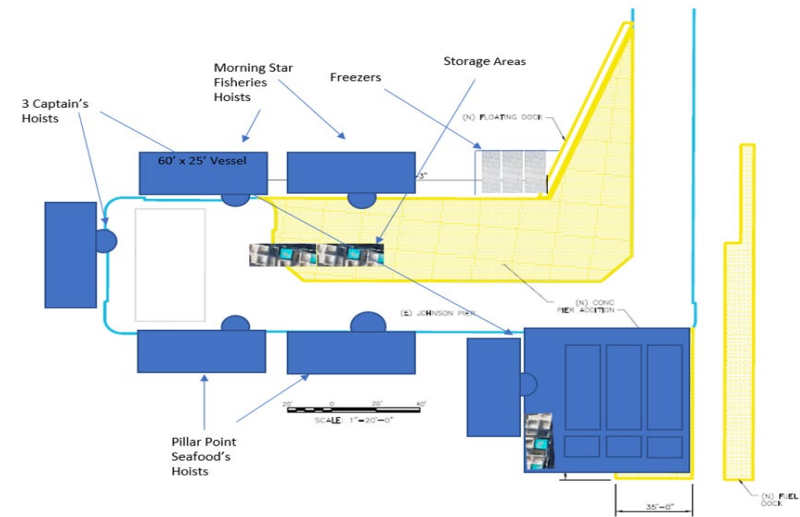 Morning Star
Fisheries
Hoists
Freezers
Storage Areas
3 Captain's
Hoists
(N) FLOATING DOCK
60' x 25' Vessel
3"
(N) CONC
PIER ADDITION
(E) JOHNSON PIER
20' 0 20' 40'
SCALE: 1"=20'-0"
Pillar Point
Seafood's
Hoists
(N) FUEL
DOCK
35'-0"